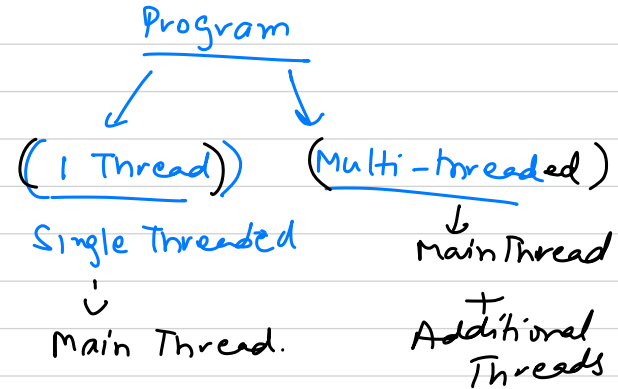 Program
(( 1 Thread )) (Multi-threaded)
Single Threaded
Main Thread
Main Thread.
+
Additional
Threads